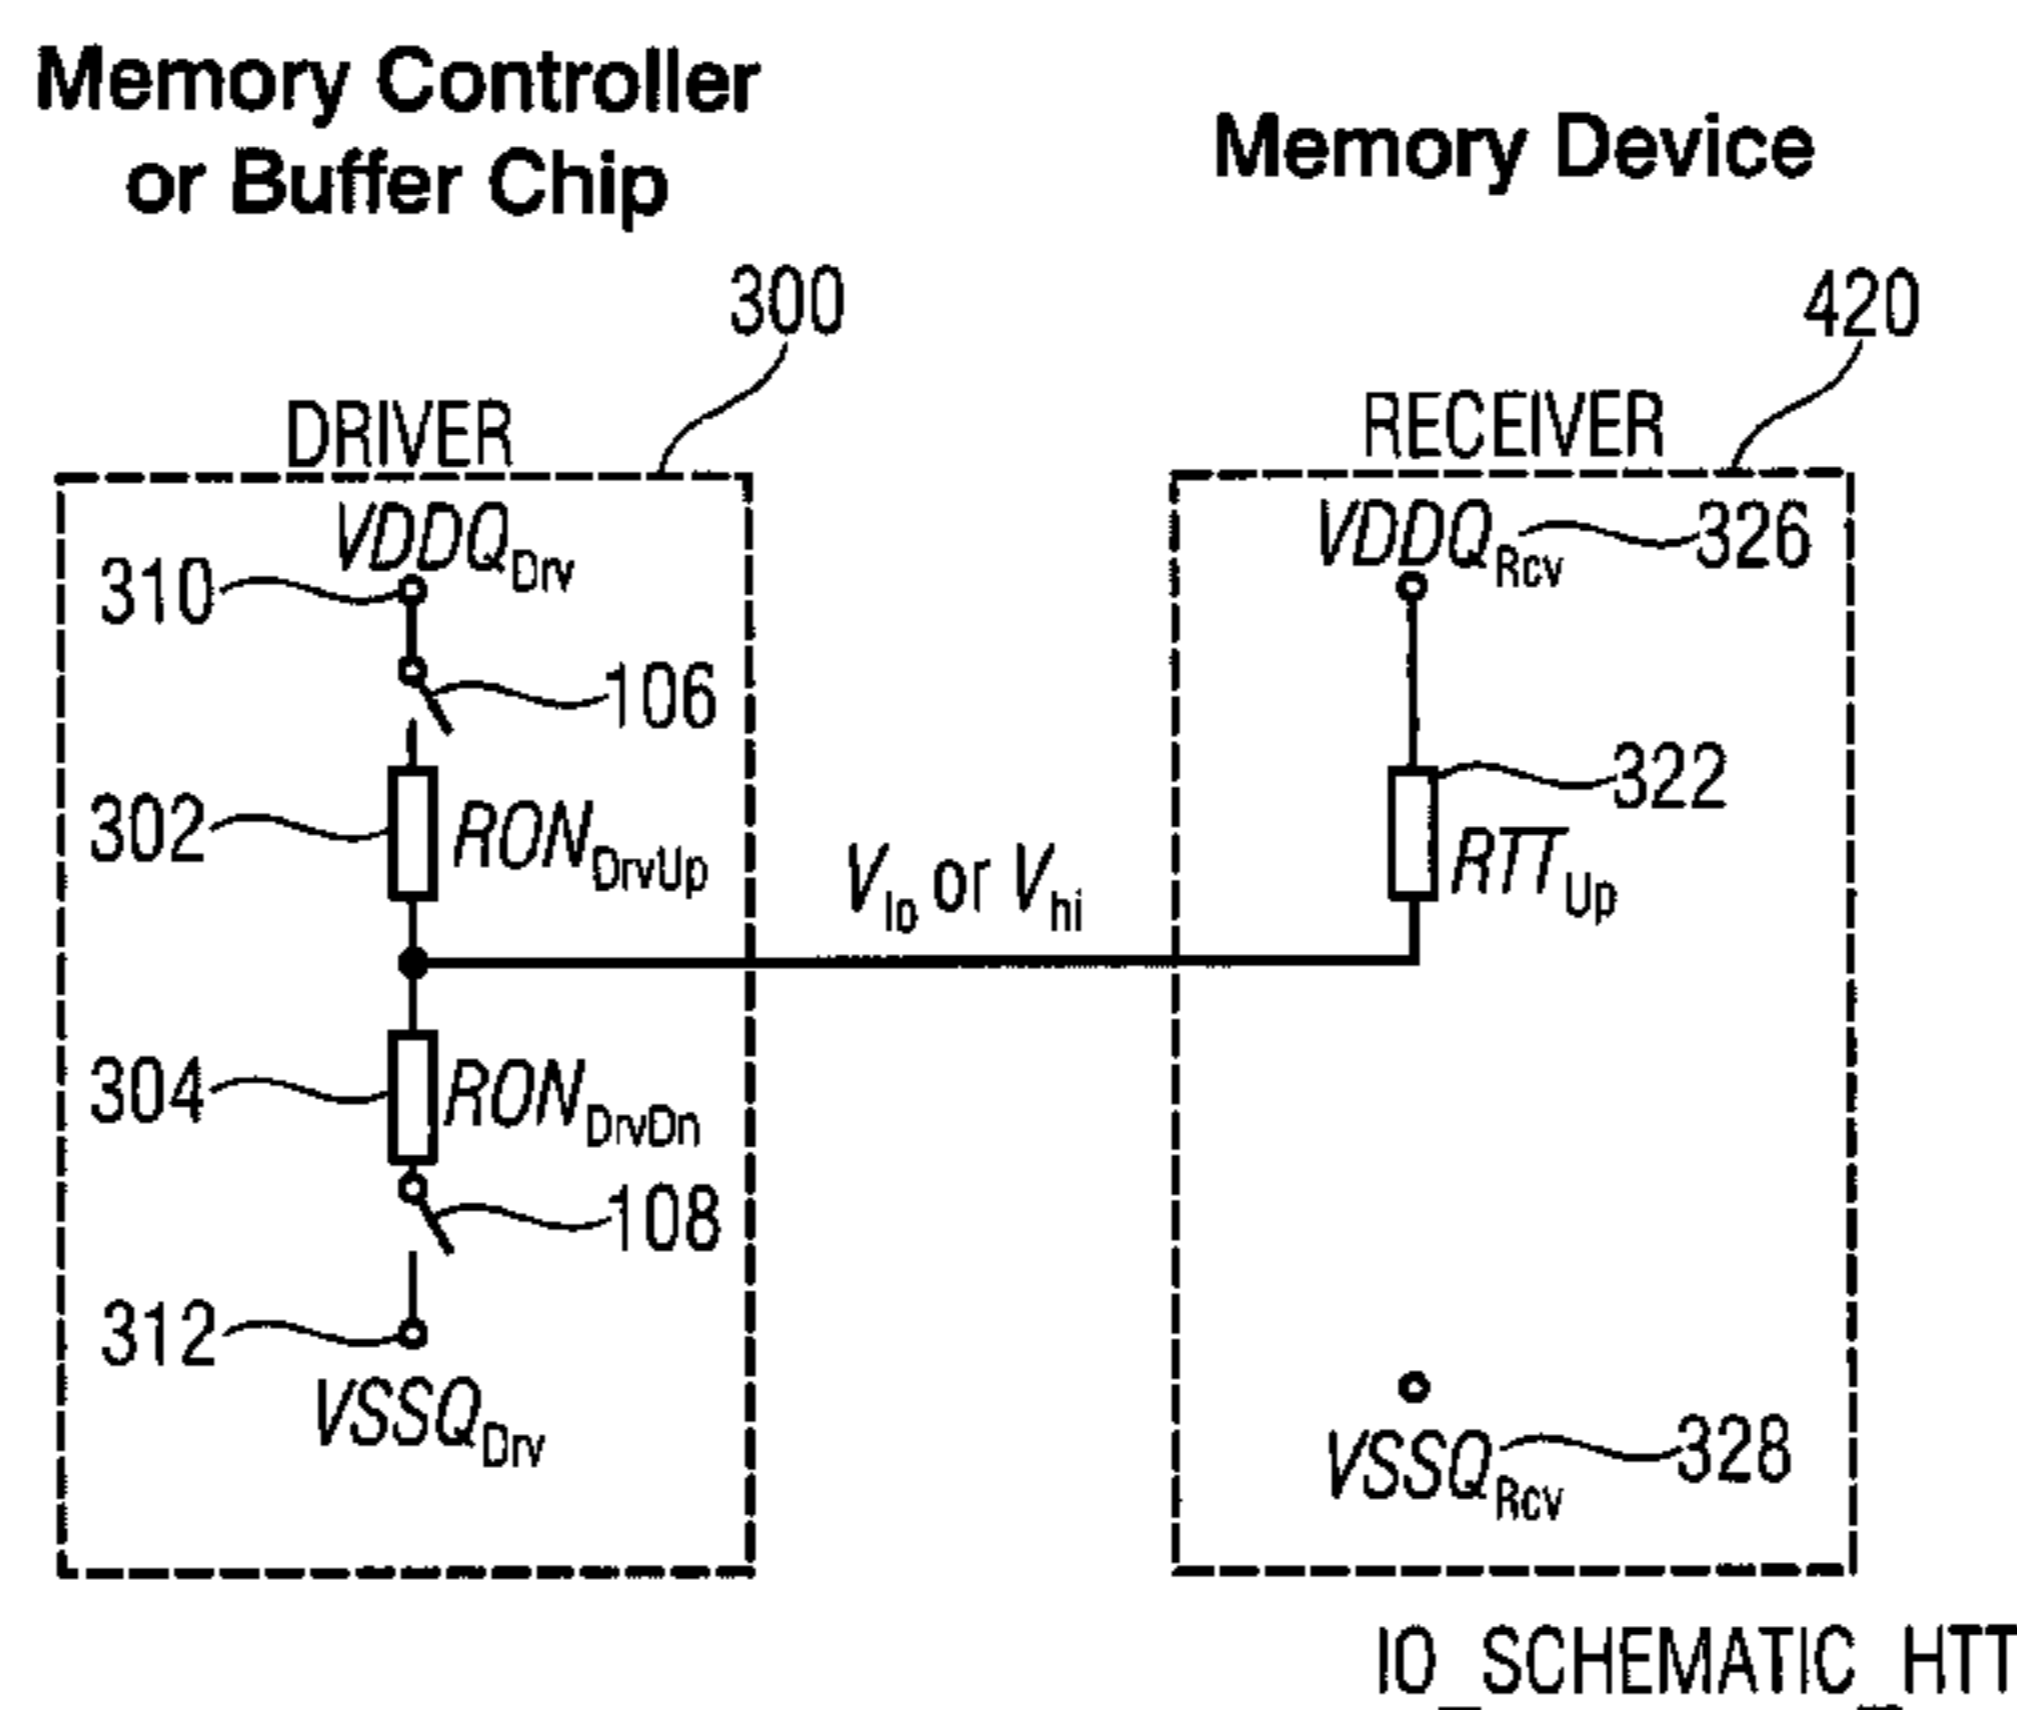 Memory Controller
or Buffer Chip
Memory Device
300
420
DRIVER
RECEIVER
VDDQDrv
VDDQRcv
326
310
106
302
RONDrvUp
322
RTTUp
Vlo or Vhi
304
RONDrvDn
108
312
VSSQDrv
VSSQRcv
328
IO_SCHEMATIC_HTT